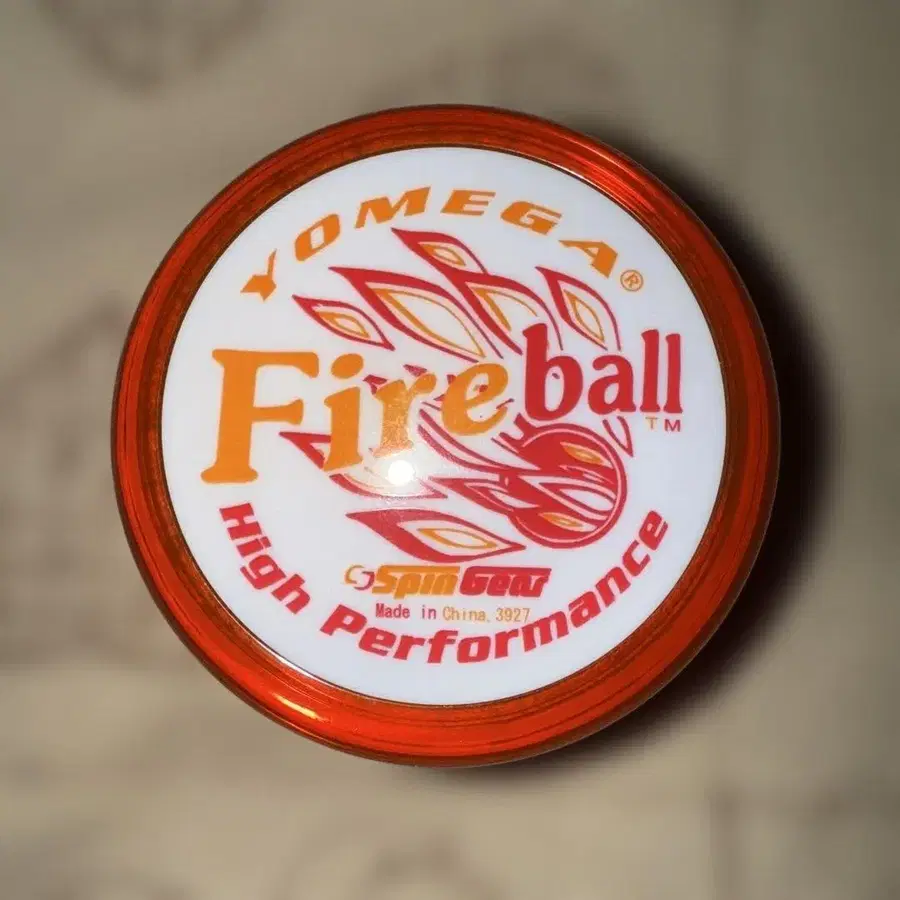 YOMEGA®
Fireball™
SpinGear
Made in China. 3927
High Performance